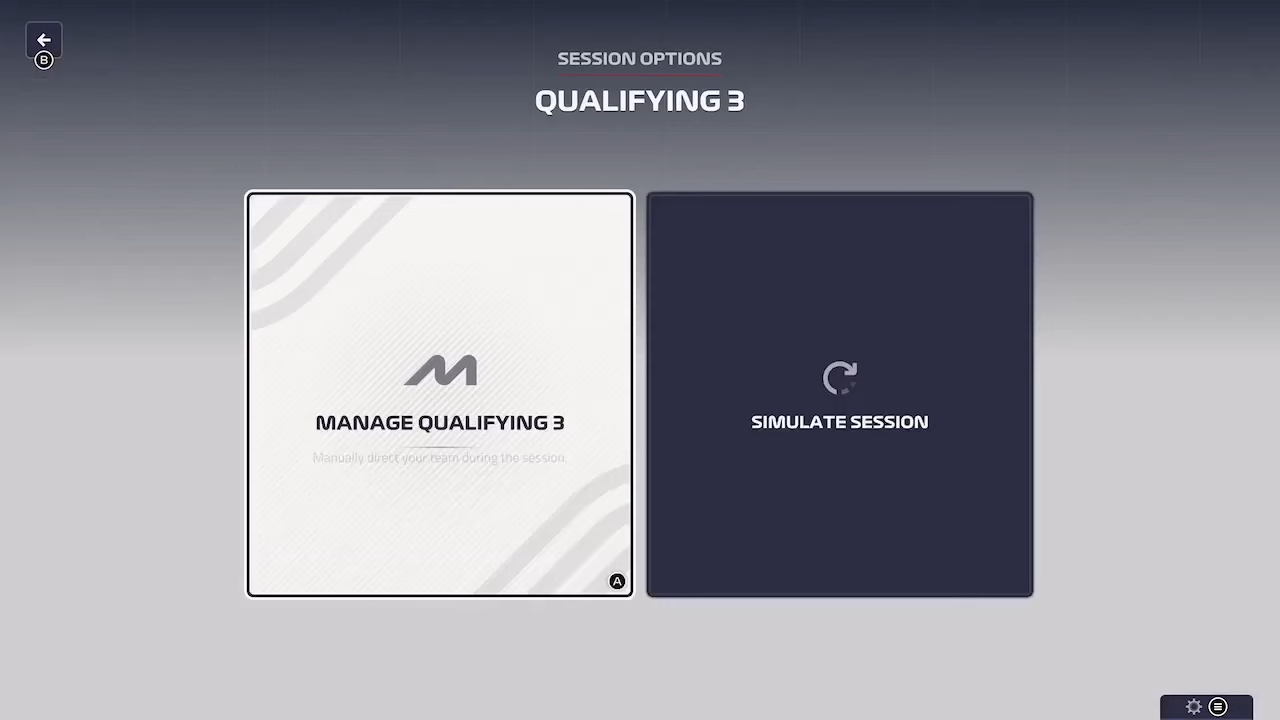 B
SESSION OPTIONS
QUALIFYING 3
MANAGE QUALIFYING 3
Manually direct your team during the session.
A
SIMULATE SESSION